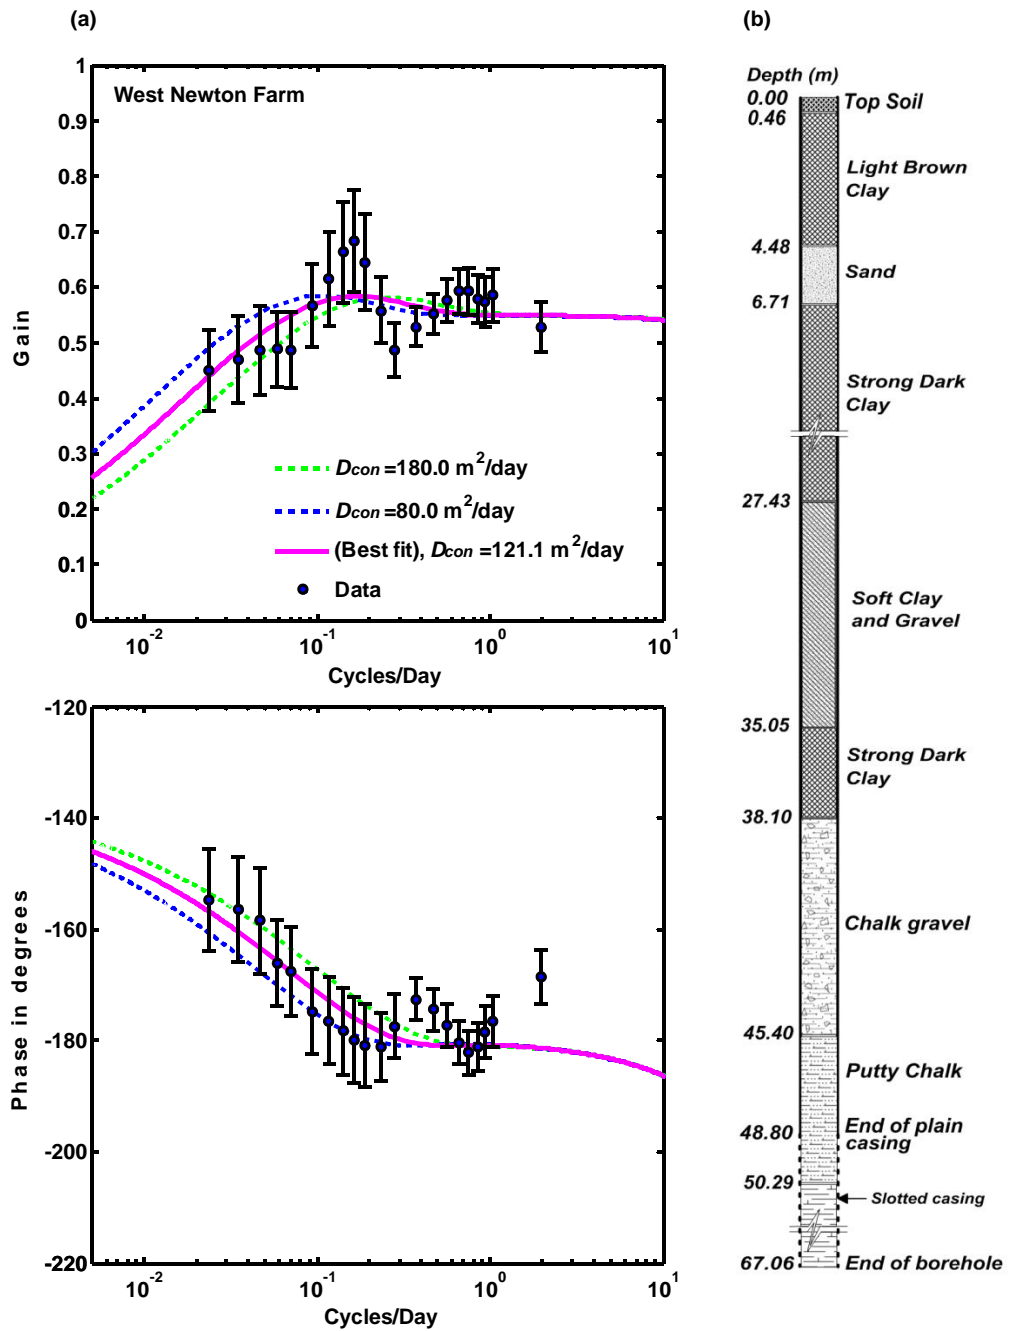 (a)
West Newton Farm
1
0.9
0.8
0.7
0.6
0.5
0.4
0.3
0.2
0.1
0
Gain
Dcon =180.0 m²/day
Dcon =80.0 m²/day
(Best fit), Dcon =121.1 m²/day
Data
10⁻²
10⁻¹
10⁰
10¹
Cycles/Day
-120
-140
-160
-180
-200
-220
Phase in degrees
10⁻²
10⁻¹
10⁰
10¹
Cycles/Day
(b)
Depth (m)
0.00
Top Soil
0.46
Light Brown
Clay
4.48
Sand
6.71
Strong Dark
Clay
27.43
Soft Clay
and Gravel
35.05
Strong Dark
Clay
38.10
Chalk gravel
45.40
Putty Chalk
48.80
End of plain
casing
50.29
Slotted casing
67.06
End of borehole